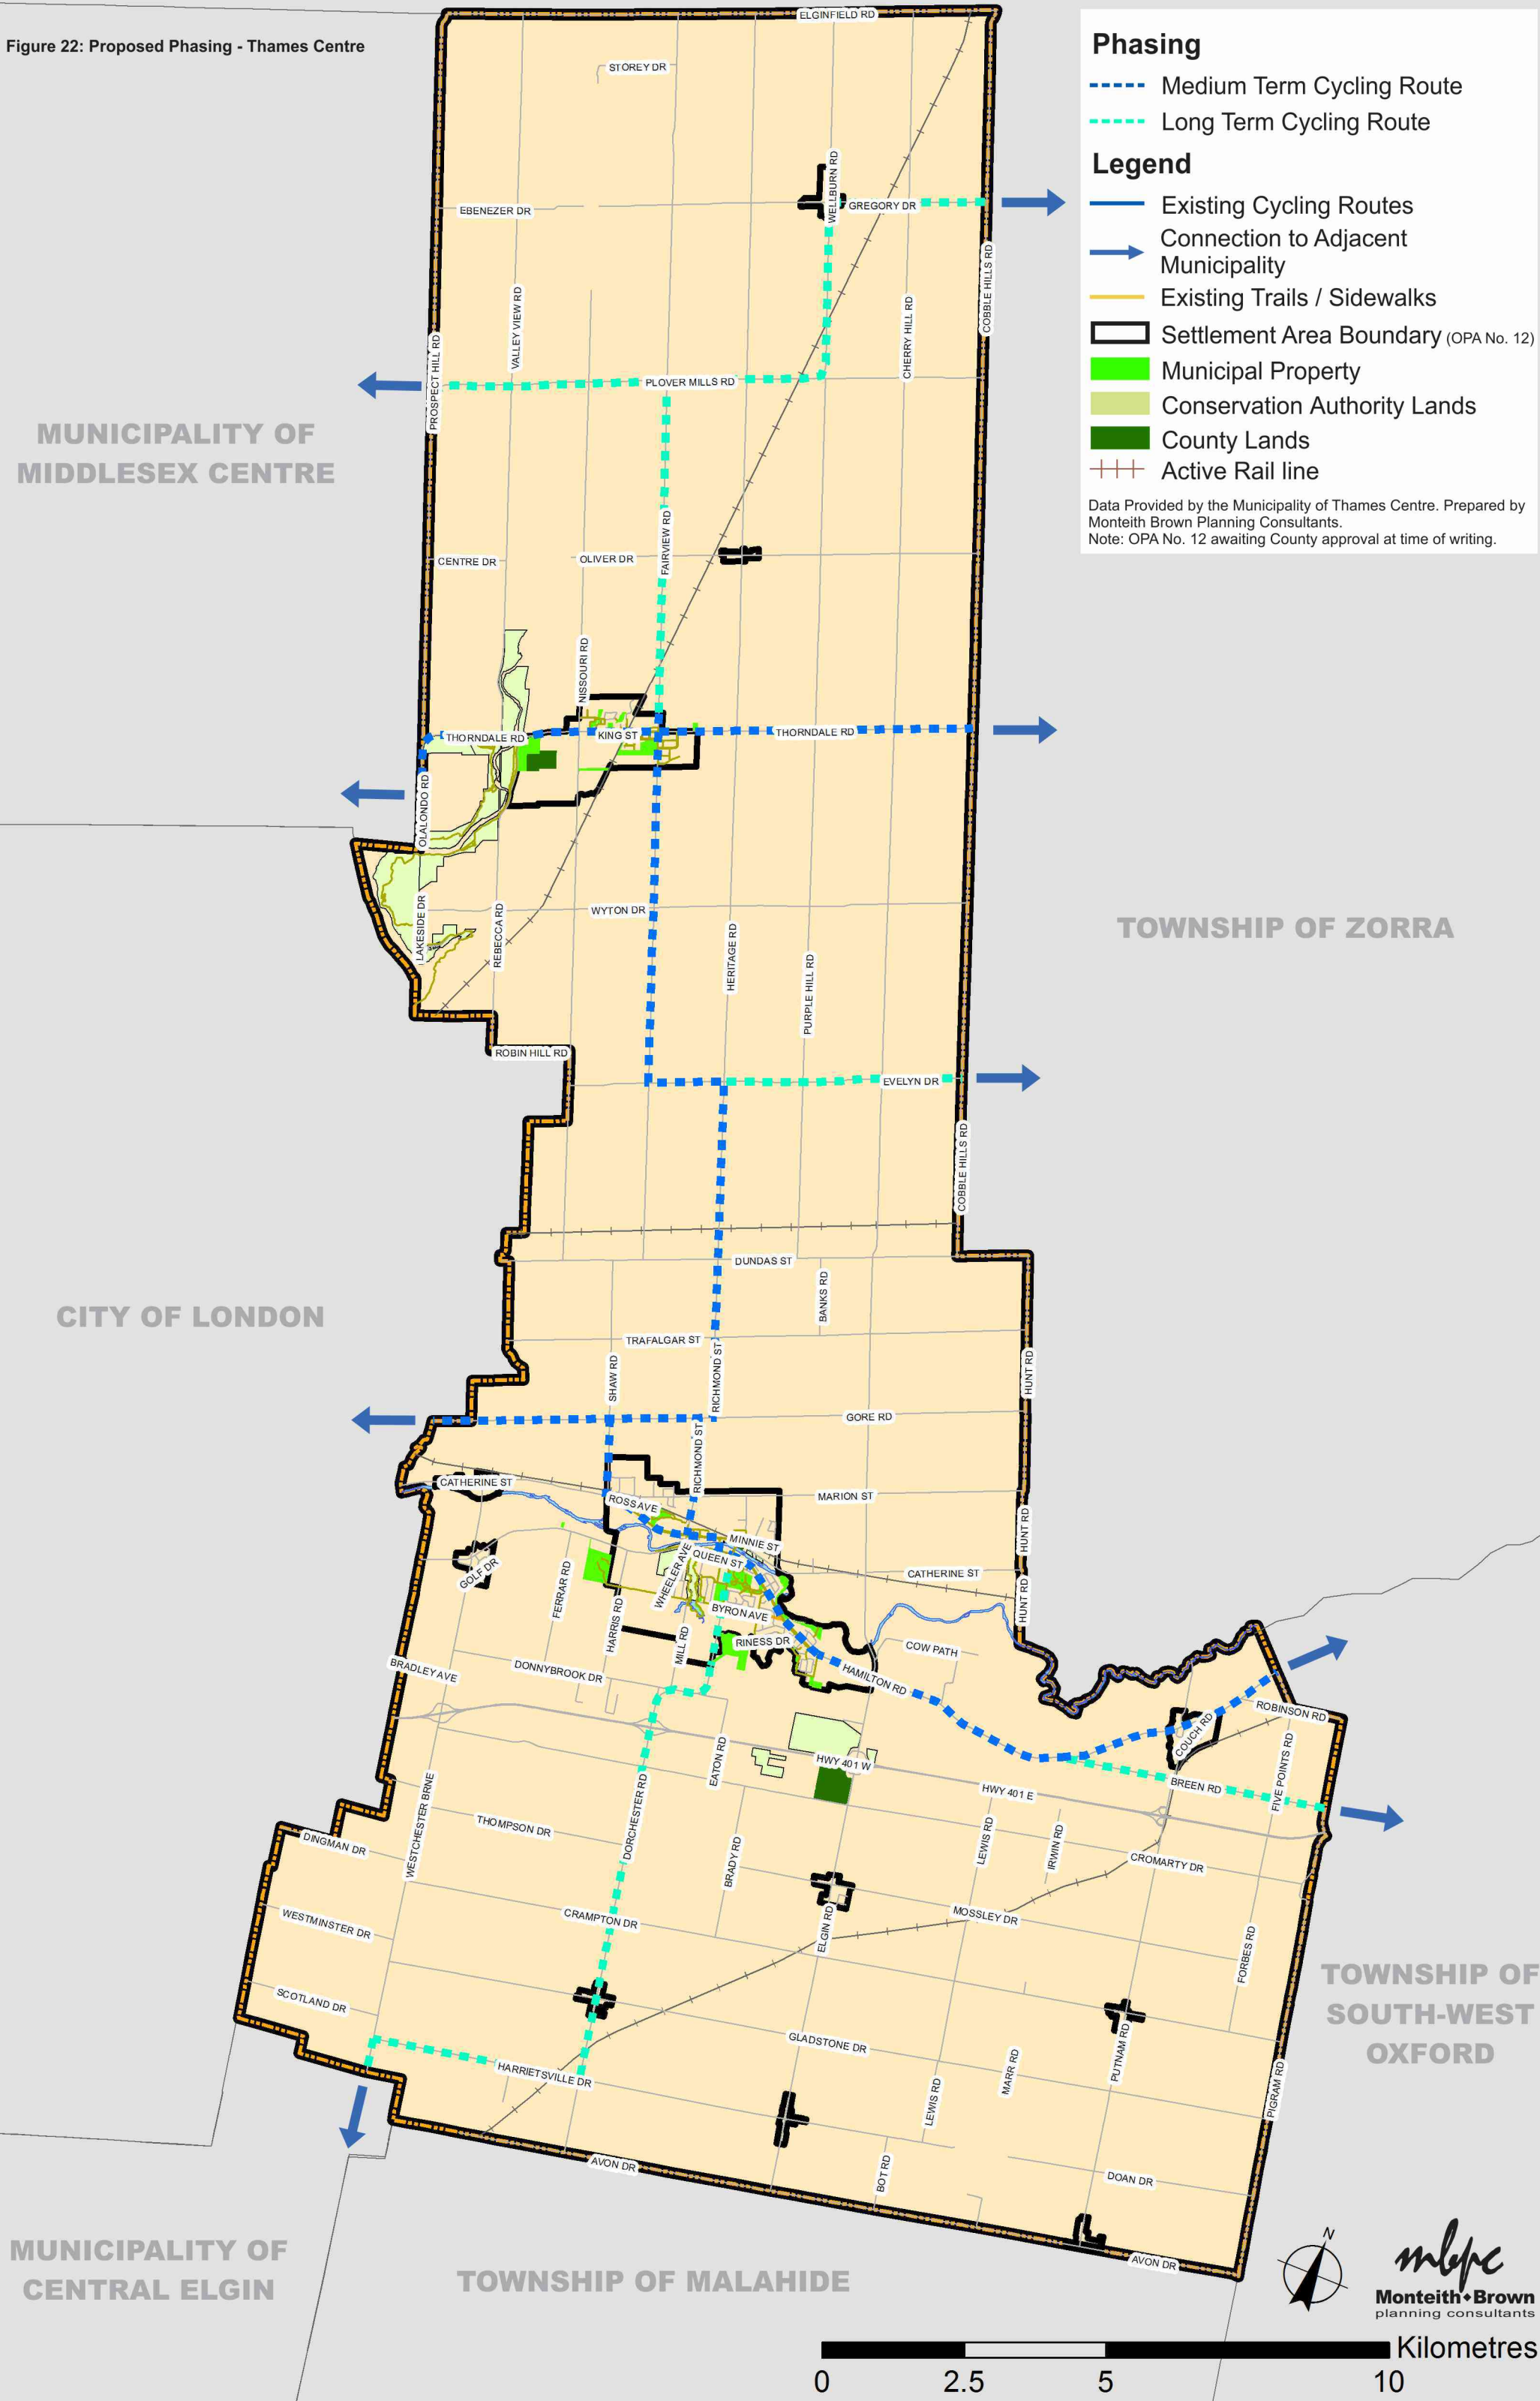 Figure 22: Proposed Phasing - Thames Centre
Phasing
Medium Term Cycling Route
Long Term Cycling Route
Legend
Existing Cycling Routes
Connection to Adjacent
Municipality
Existing Trails / Sidewalks
Settlement Area Boundary (OPA No. 12)
Municipal Property
Conservation Authority Lands
County Lands
Active Rail line
Data Provided by the Municipality of Thames Centre. Prepared by
Monteith Brown Planning Consultants.
Note: OPA No. 12 awaiting County approval at time of writing.
ELGINFIELD RD
STOREY DR
WELLBURN RD
EBENEZER DR
GREGORY DR
COBBLE HILLS RD
VALLEY VIEW RD
CHERRY HILL RD
PROSPECT HILL RD
PLOVER MILLS RD
MUNICIPALITY OF
MIDDLESEX CENTRE
FAIRVIEW RD
CENTRE DR
OLIVER DR
NISSOURI RD
THORNDALE RD
KING ST
THORNDALE RD
OLALONDO RD
LAKESIDE DR
REBECCA RD
WYTON DR
HERITAGE RD
PURPLE HILL RD
TOWNSHIP OF ZORRA
ROBIN HILL RD
EVELYN DR
COBBLE HILLS RD
DUNDAS ST
BANKS RD
CITY OF LONDON
TRAFALGAR ST
SHAW RD
RICHMOND ST
HUNT RD
GORE RD
RICHMOND ST
CATHERINE ST
ROSS AVE
MARION ST
HUNT RD
MINNIE ST
QUEEN ST
WHEELER AVE
GOLF DR
FERRAR RD
CATHERINE ST
HUNT RD
HARRIS RD
BYRON AVE
MILL RD
RINESS DR
COW PATH
BRADLEY AVE
DONNYBROOK DR
HAMILTON RD
ROBINSON RD
COUCH RD
EATON RD
HWY 401 W
HWY 401 E
BREEN RD
FIVE POINTS RD
WESTCHESTER BRNE
DORCHESTER RD
THOMPSON DR
DINGMAN DR
BRADY RD
LEWIS RD
IRWIN RD
CROMARTY DR
WESTMINSTER DR
CRAMPTON DR
ELGIN RD
MOSSLEY DR
FORBES RD
SCOTLAND DR
TOWNSHIP OF
SOUTH-WEST
OXFORD
GLADSTONE DR
HARRIETSVILLE DR
LEWIS RD
MARR RD
PUTNAM RD
PIGRAM RD
AVON DR
BOT RD
DOAN DR
AVON DR
MUNICIPALITY OF
CENTRAL ELGIN
TOWNSHIP OF MALAHIDE
N
mbpc
Monteith♦Brown
planning consultants
Kilometres
0 2.5 5 10